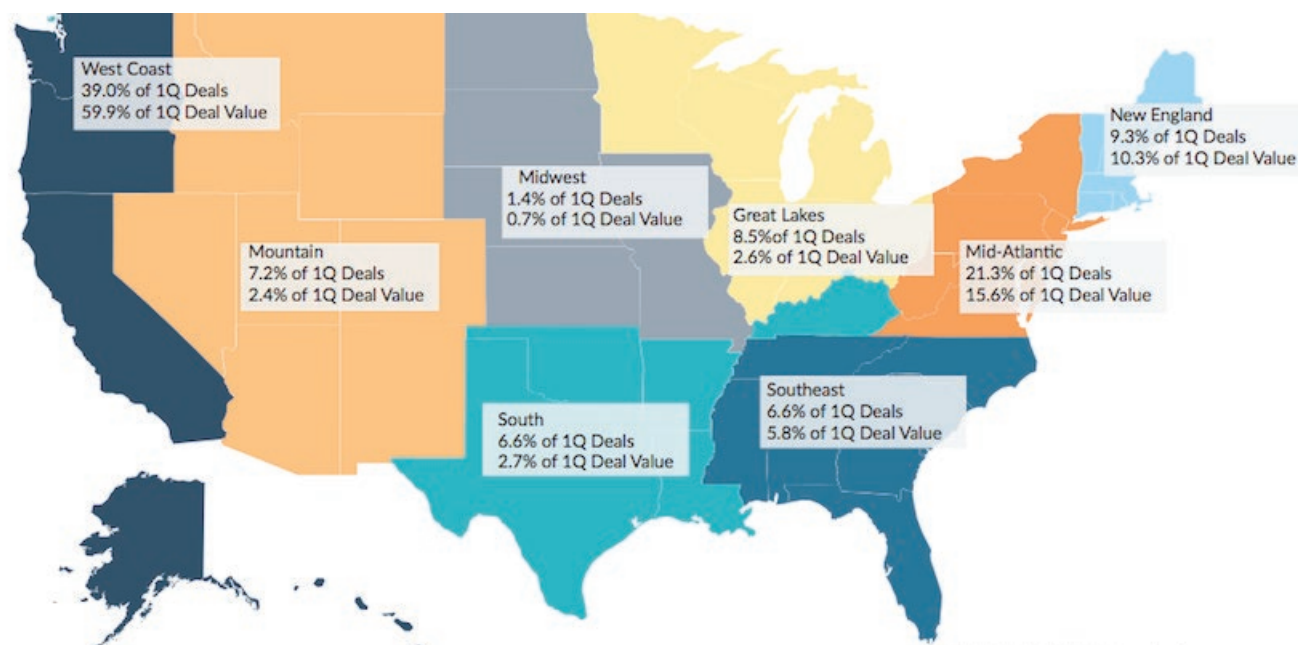 West Coast
39.0% of 1Q Deals
59.9% of 1Q Deal Value
New England
9.3% of 1Q Deals
10.3% of 1Q Deal Value
Midwest
1.4% of 1Q Deals
0.7% of 1Q Deal Value
Great Lakes
8.5%of 1Q Deals
2.6% of 1Q Deal Value
Mountain
7.2% of 1Q Deals
2.4% of 1Q Deal Value
Mid-Atlantic
21.3% of 1Q Deals
15.6% of 1Q Deal Value
Southeast
6.6% of 1Q Deals
5.8% of 1Q Deal Value
South
6.6% of 1Q Deals
2.7% of 1Q Deal Value